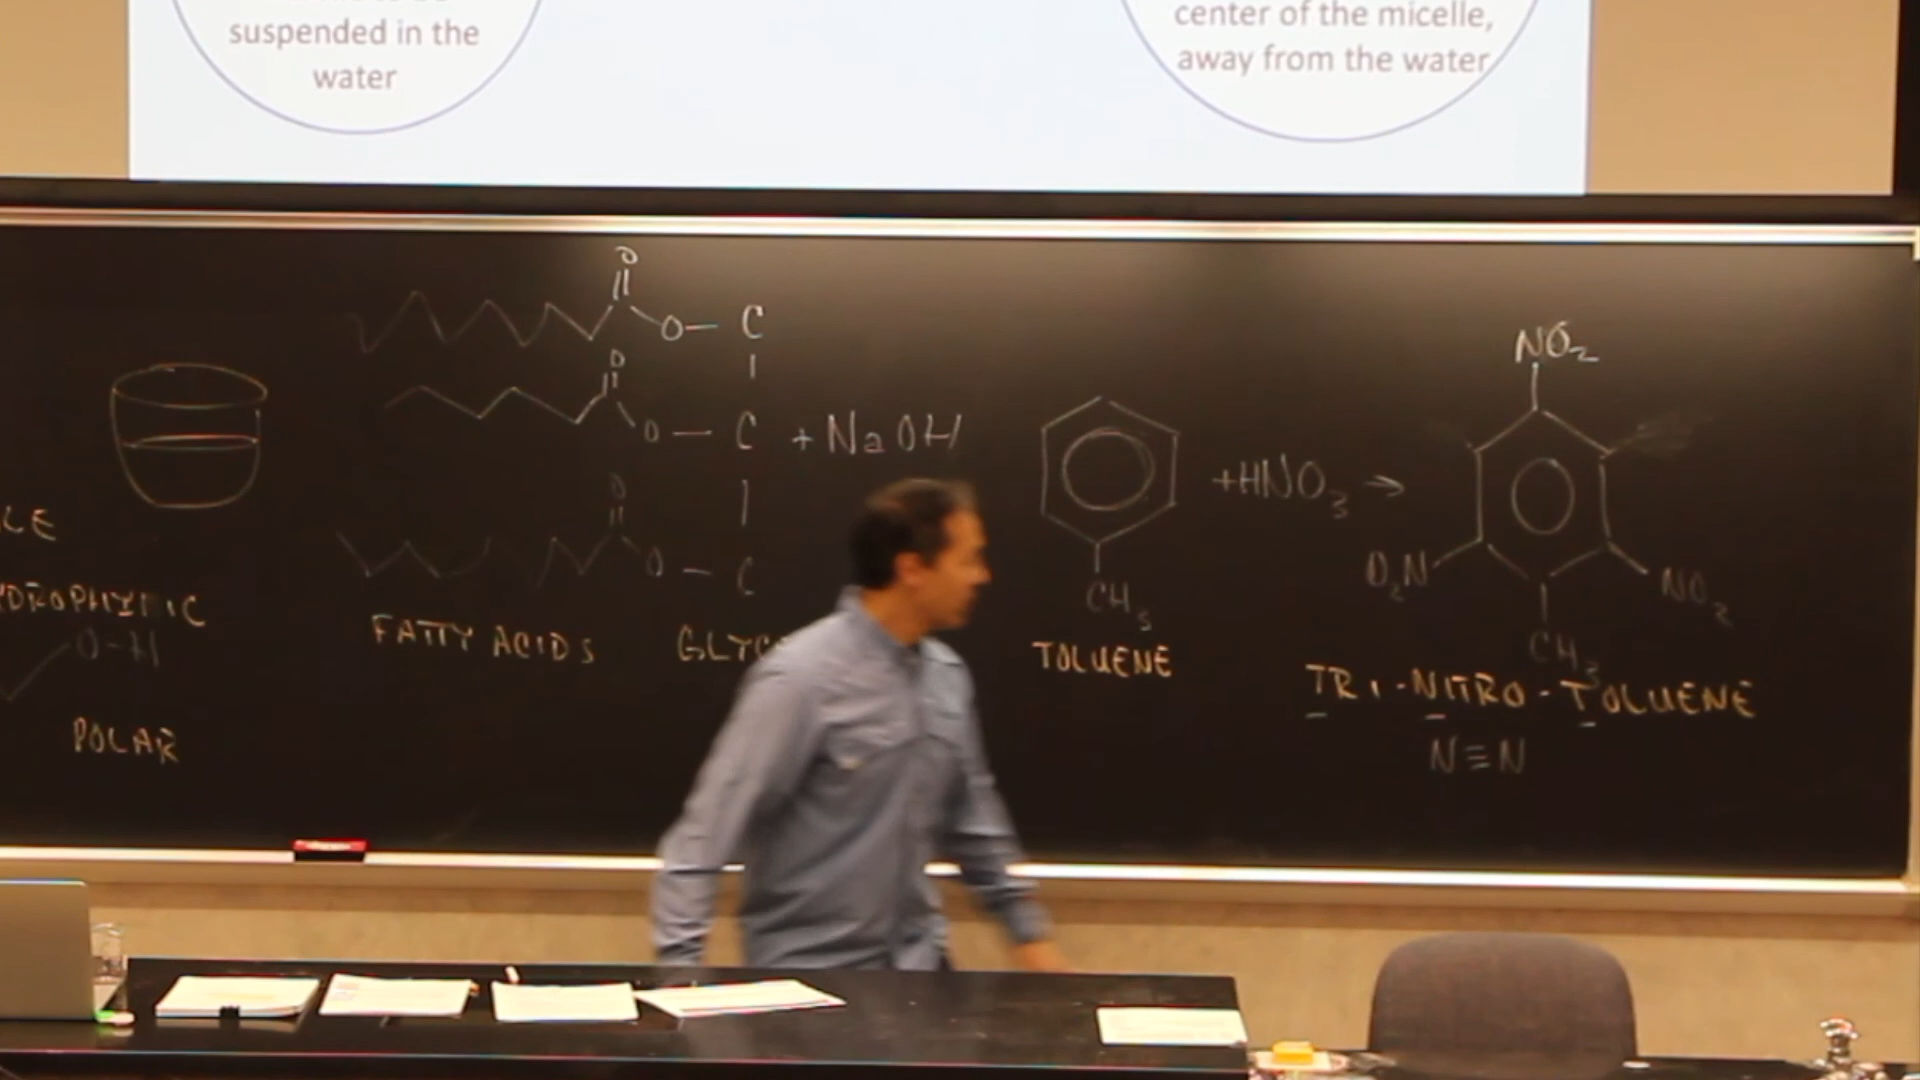 suspended in the
water
center of the micelle,
away from the water
O
O - C
O
O - C + NaOH
O
O - C
FATTY ACIDS
O-H
POLAR
CH3
TOLUENE
+HNO3 →
NO2
O2N
NO2
CH3
TRI-NITRO-TOLUENE
N≡N